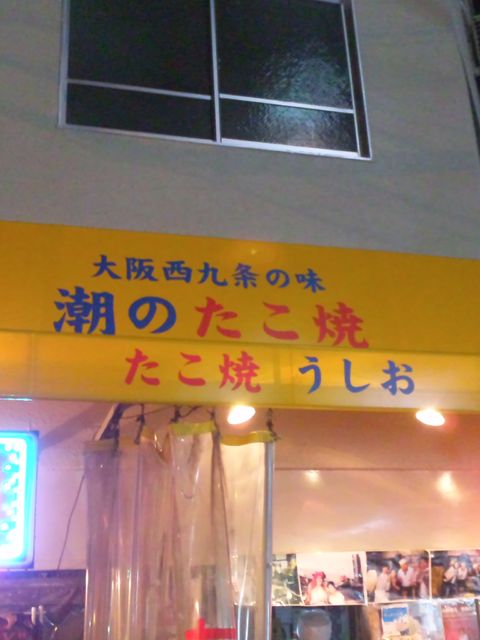 大阪西九条の味
潮のたこ焼
たこ焼 うしお